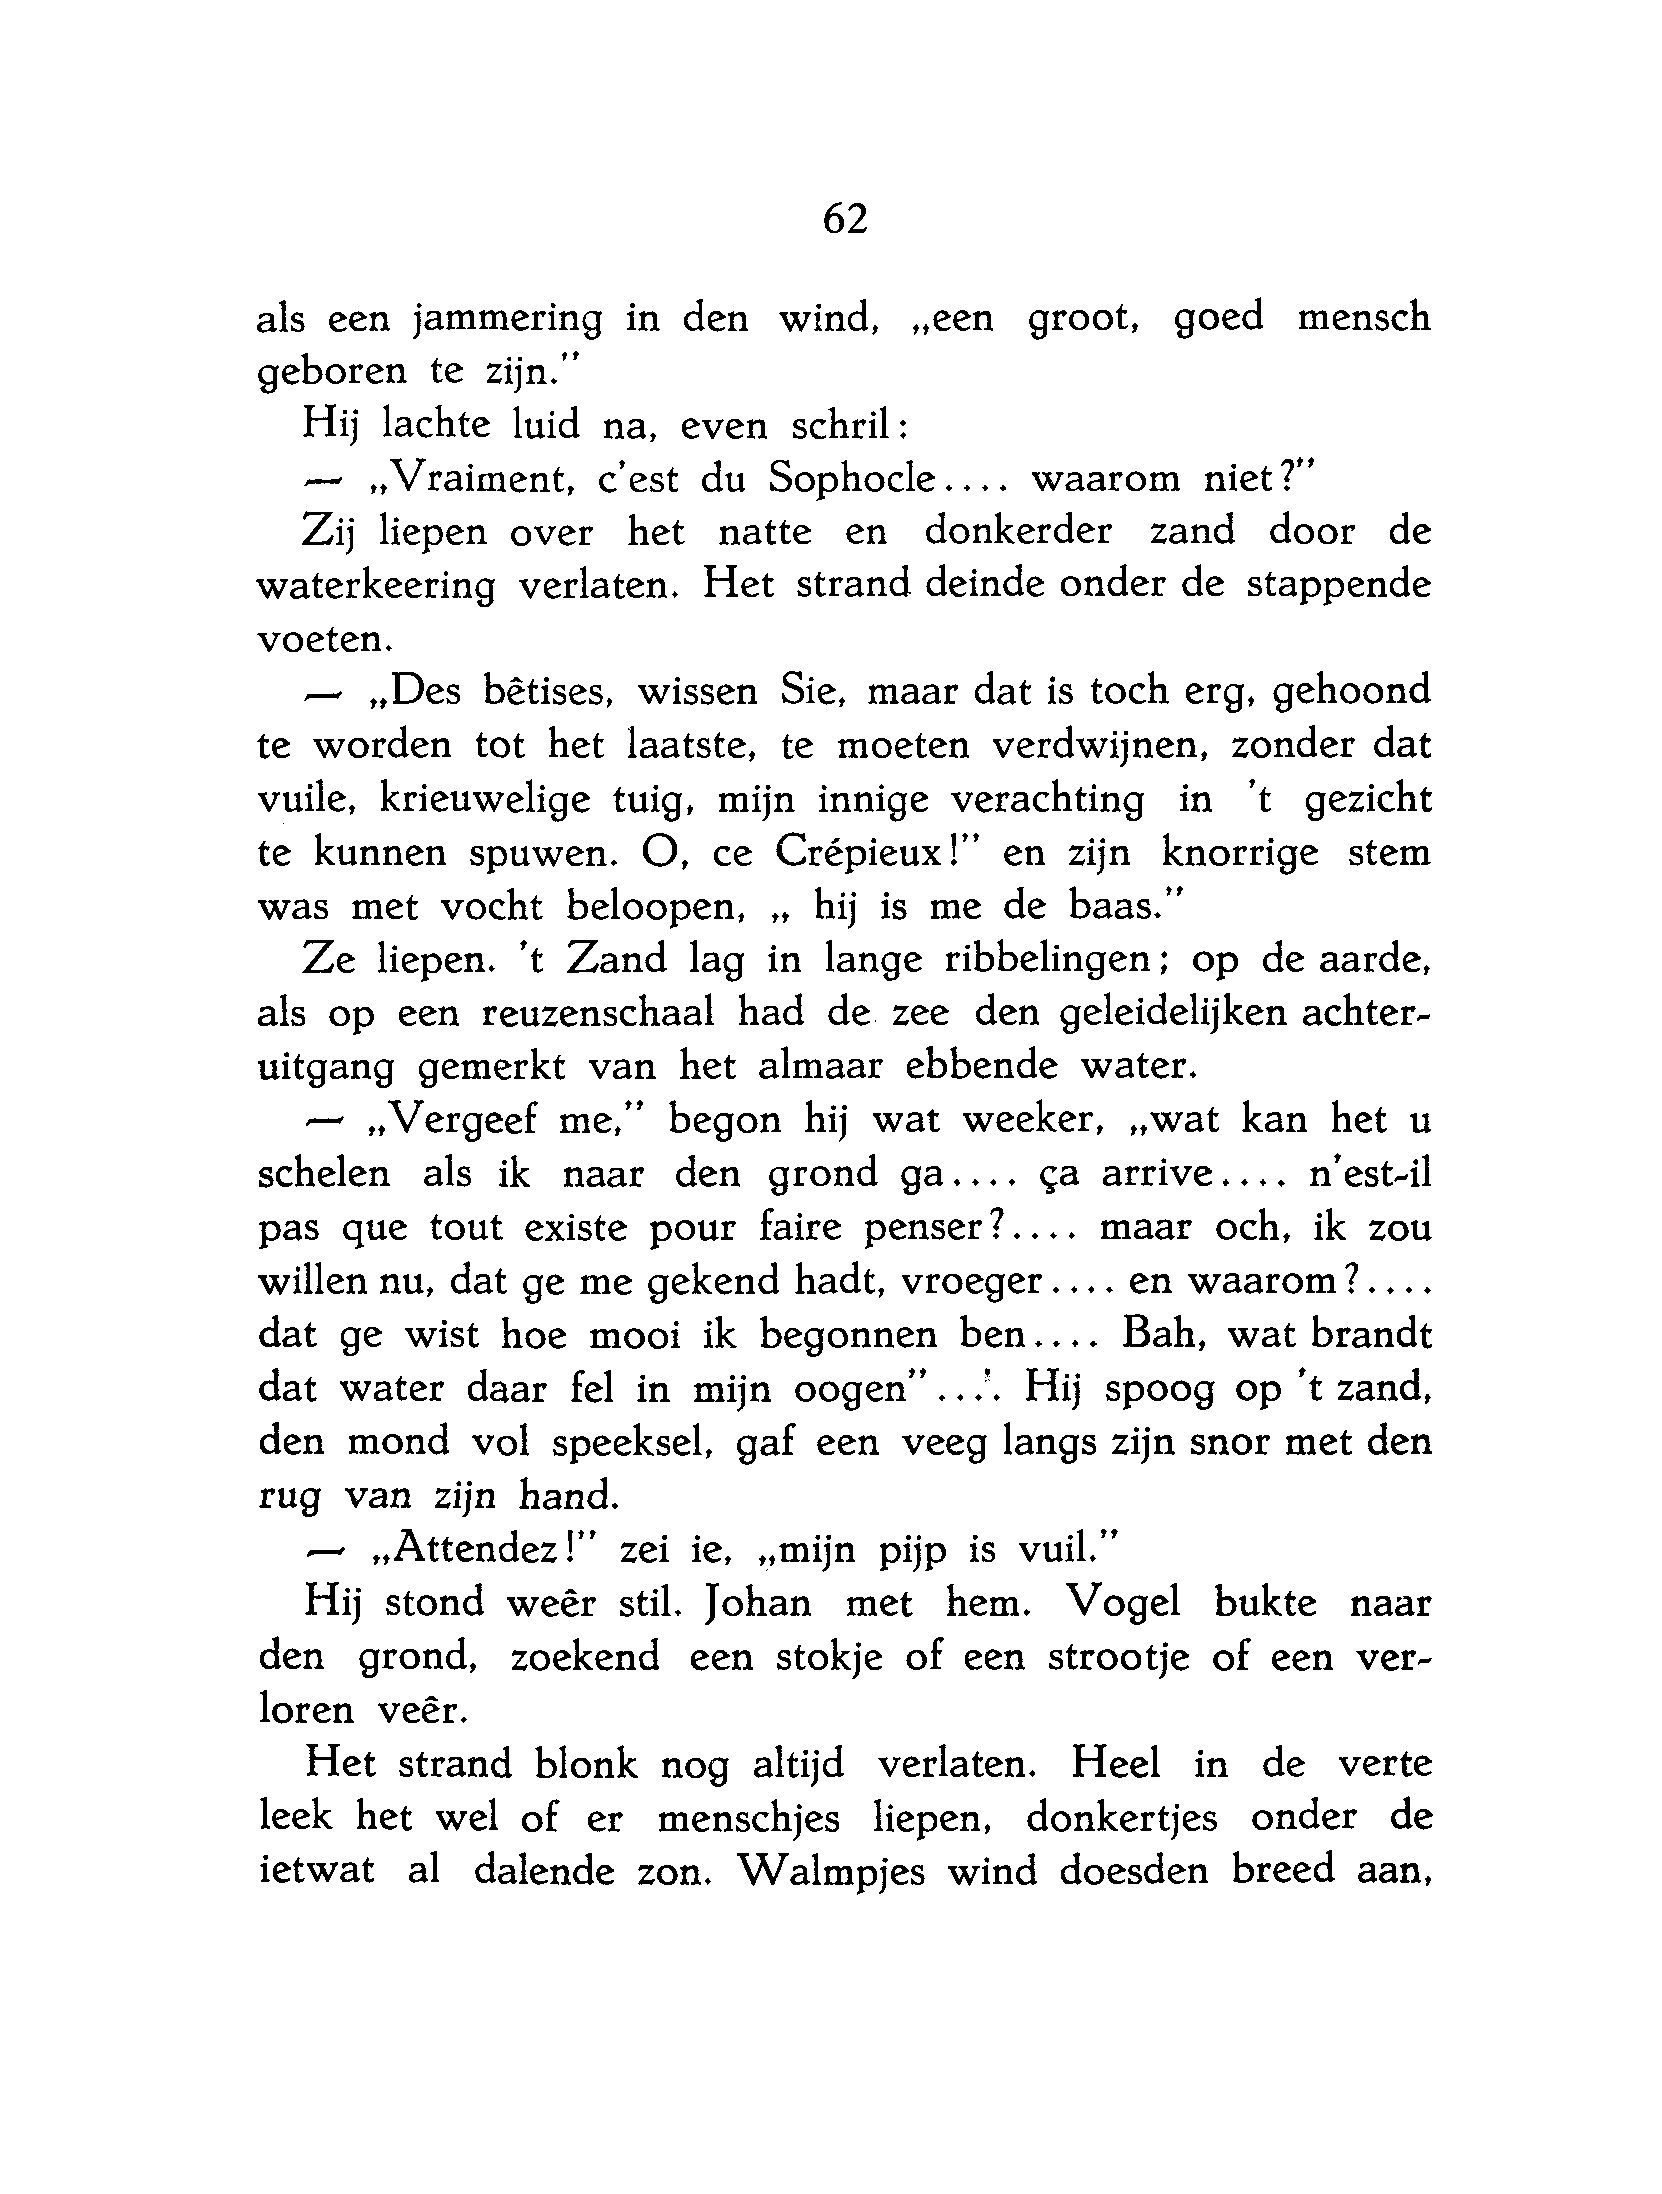 62
als een jammering in den wind, „een groot, goed mensch
geboren te zijn."
Hij lachte luid na, even schril:
— „Vraiment, c'est du Sophocle.... waarom niet?"
Zij liepen over het natte en donkerder zand door de
waterkeering verlaten. Het strand deinde onder de stappende
voeten.
— „Des bêtises, wissen Sie, maar dat is toch erg, gehoond
te worden tot het laatste, te moeten verdwijnen, zonder dat
vuile, krieuwelige tuig, mijn innige verachting in 't gezicht
te kunnen spuwen. O, ce Crépieux!" en zijn knorrige stem
was met vocht beloopen, „ hij is me de baas."
Ze liepen. 't Zand lag in lange ribbelingen; op de aarde,
als op een reuzenschaal had de zee den geleidelijken achter-
uitgang gemerkt van het almaar ebbende water.
— „Vergeef me," begon hij wat weeker, „wat kan het u
schelen als ik naar den grond ga.... ça arrive.... n'est-il
pas que tout existe pour faire penser?.... maar och, ik zou
willen nu, dat ge me gekend hadt, vroeger.... en waarom?....
dat ge wist hoe mooi ik begonnen ben.... Bah, wat brandt
dat water daar fel in mijn oogen".... Hij spoog op 't zand,
den mond vol speeksel, gaf een veeg langs zijn snor met den
rug van zijn hand.
— „Attendez!" zei ie, „mijn pijp is vuil."
Hij stond weêr stil. Johan met hem. Vogel bukte naar
den grond, zoekend een stokje of een strootje of een ver-
loren veêr.
Het strand blonk nog altijd verlaten. Heel in de verte
leek het wel of er menschjes liepen, donkertjes onder de
ietwat al dalende zon. Walmpjes wind doesden breed aan,